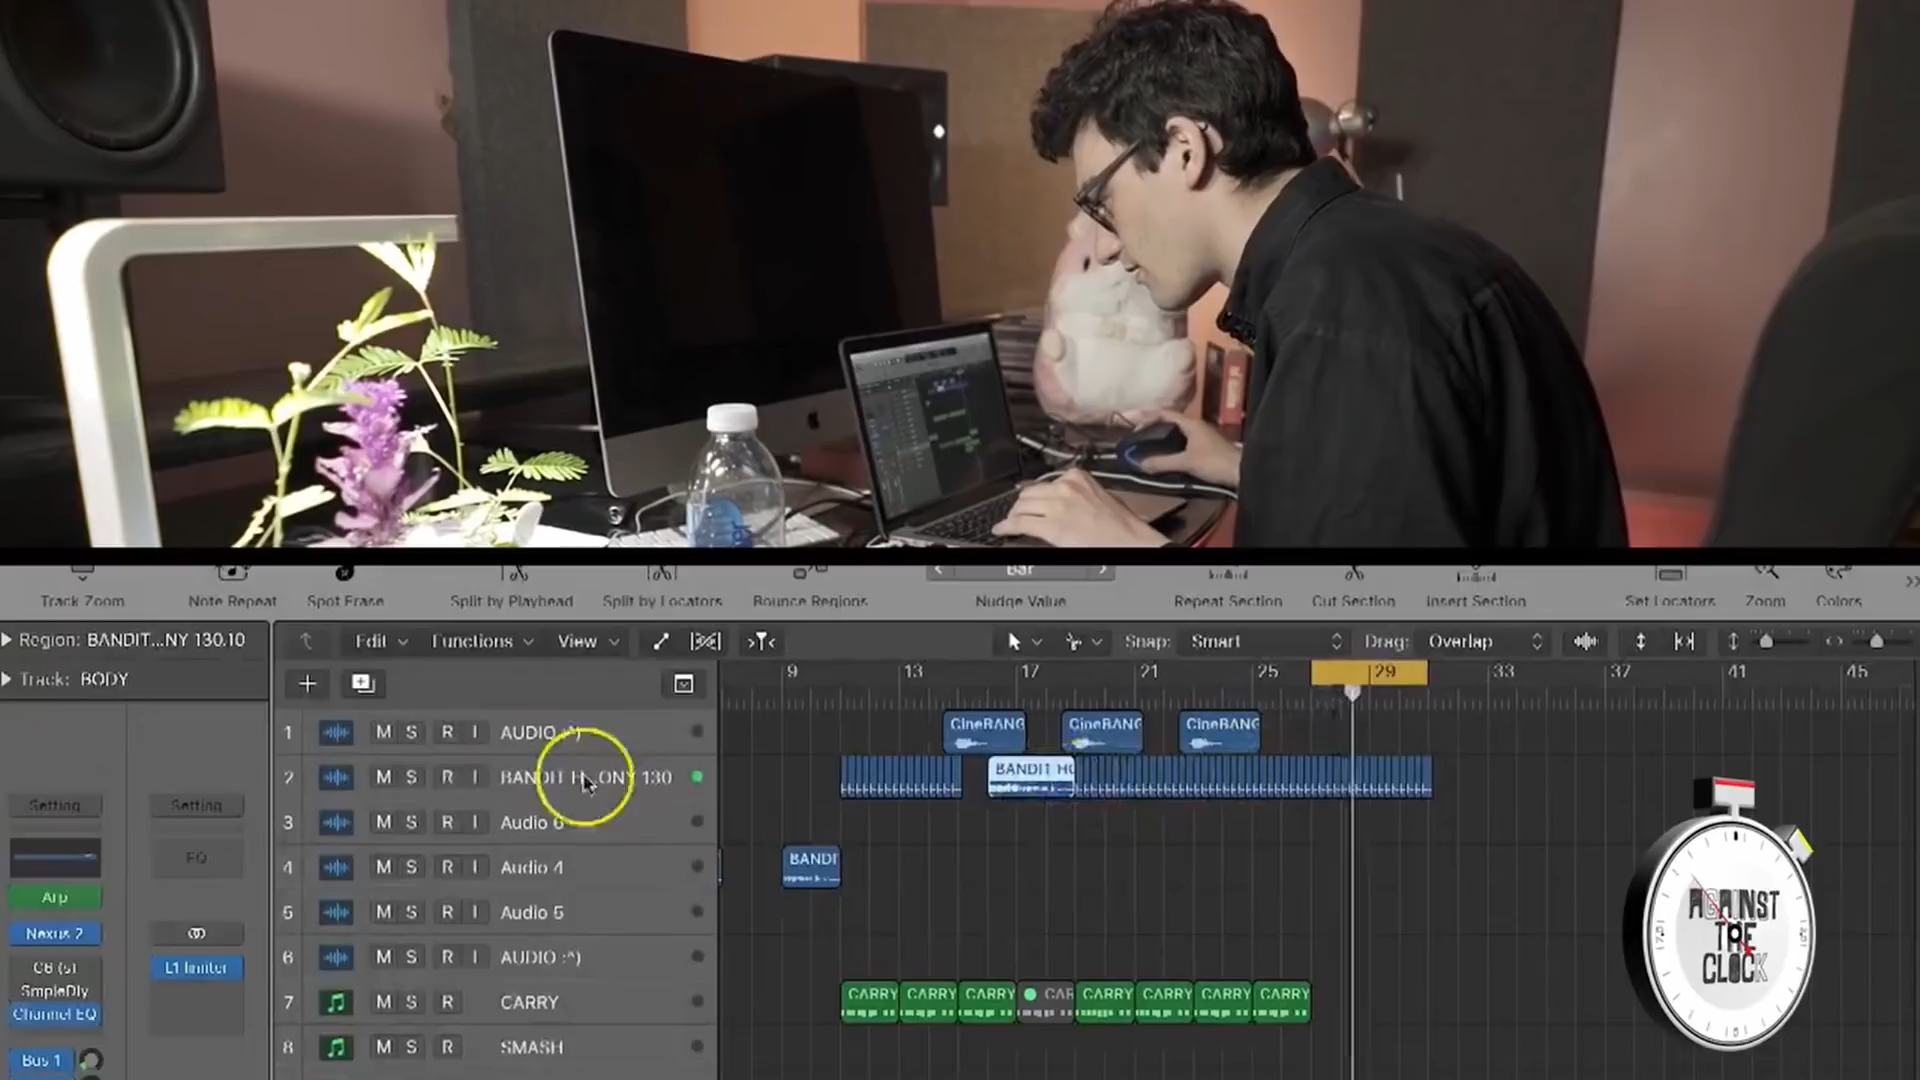 Bar
Track Zoom Note Repeat Spot Erase Split by Playhead Split by Locators Bounce Regions Nudge Value Repeat Section Cut Section Insert Section Set Locators Zoom Colors
Region: BANDIT...NY 130.10
Edit Functions View Snap: Smart Drag: Overlap
Track: BODY
9 13 17 21 25 29 33 37 41 45
1 M S R I AUDIO :^)
CineBANG CineBANG CineBANG
2 M S R I BANDIT H...ONY 130
BANDIT HO
3 M S R I Audio 6
4 M S R I Audio 4
BANDI
5 M S R I Audio 5
6 M S R I AUDIO :^)
7 M S R CARRY
CARRY CARRY CARRY CAR CARRY CARRY CARRY CARRY
8 M S R SMASH
Setting Setting
EQ
Arp
Nexus 2
C6 (s) L1 limiter
SmpleDly
Channel EQ
Bus 1
AGAINST
THE
CLOCK